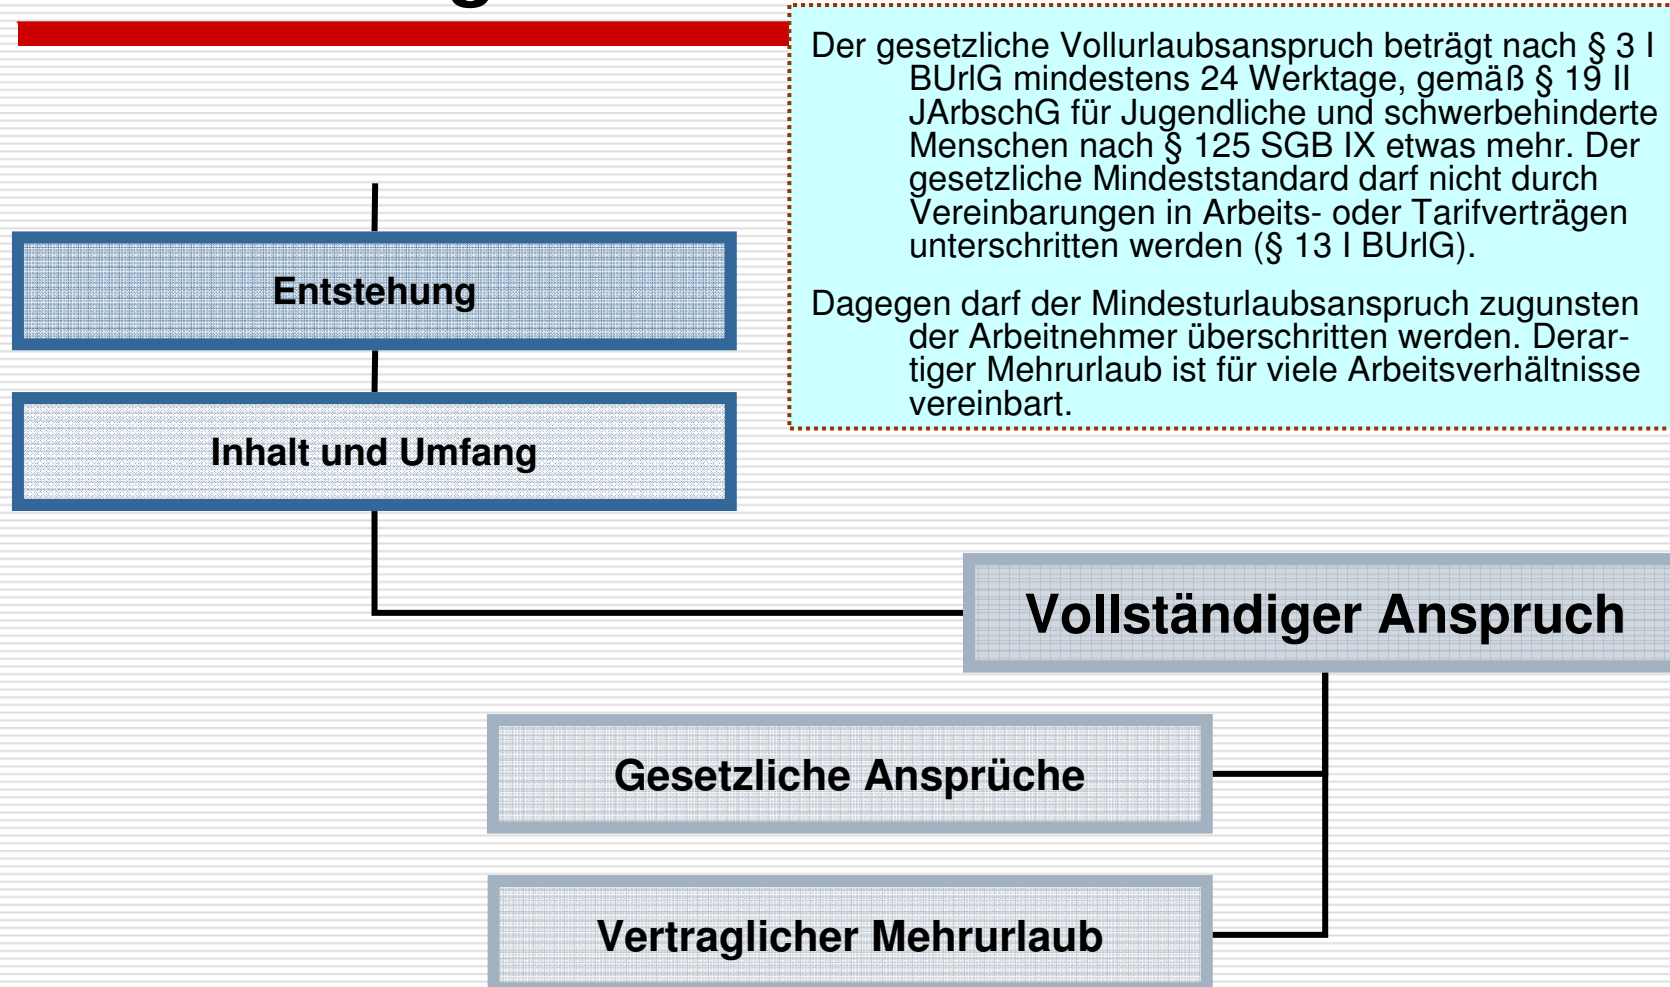 Der gesetzliche Vollurlaubsanspruch beträgt nach § 3 I
BUrlG mindestens 24 Werktage, gemäß § 19 II
JArbschG für Jugendliche und schwerbehinderte
Menschen nach § 125 SGB IX etwas mehr. Der
gesetzliche Mindeststandard darf nicht durch
Vereinbarungen in Arbeits- oder Tarifverträgen
unterschritten werden (§ 13 I BUrlG).
Dagegen darf der Mindesturlaubsanspruch zugunsten
der Arbeitnehmer überschritten werden. Derar-
tiger Mehrurlaub ist für viele Arbeitsverhältnisse
vereinbart.
Entstehung
Inhalt und Umfang
Vollständiger Anspruch
Gesetzliche Ansprüche
Vertraglicher Mehrurlaub